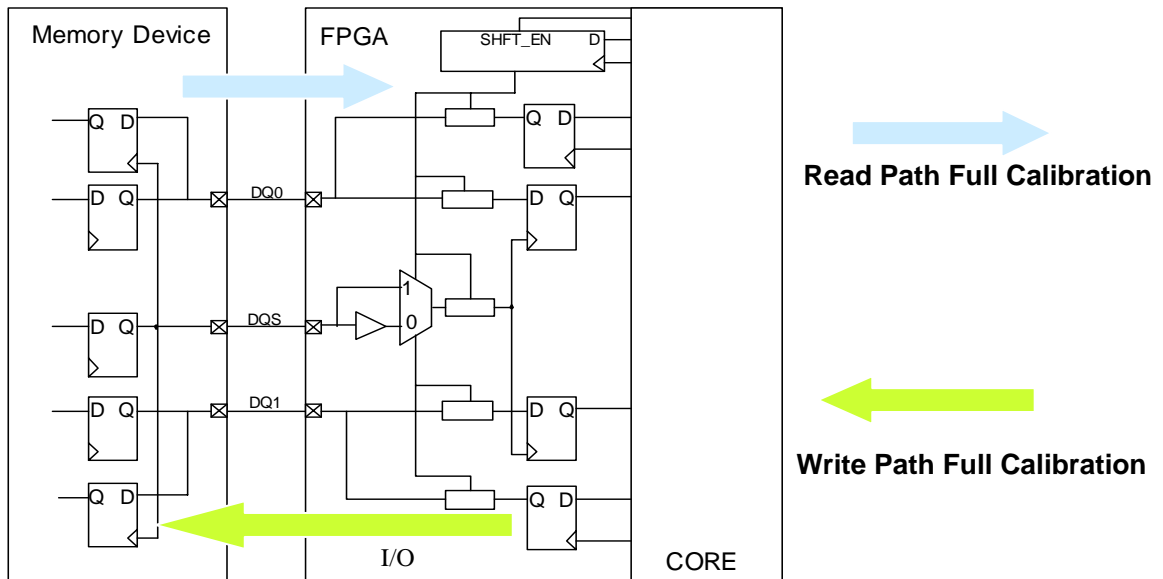 Memory Device
FPGA
SHFT_EN D
Q D
Q D
D Q
DQ0
D Q
Read Path Full Calibration
1
D Q
DQS
0
D Q
DQ1
D Q
Write Path Full Calibration
Q D
Q D
I/O
CORE